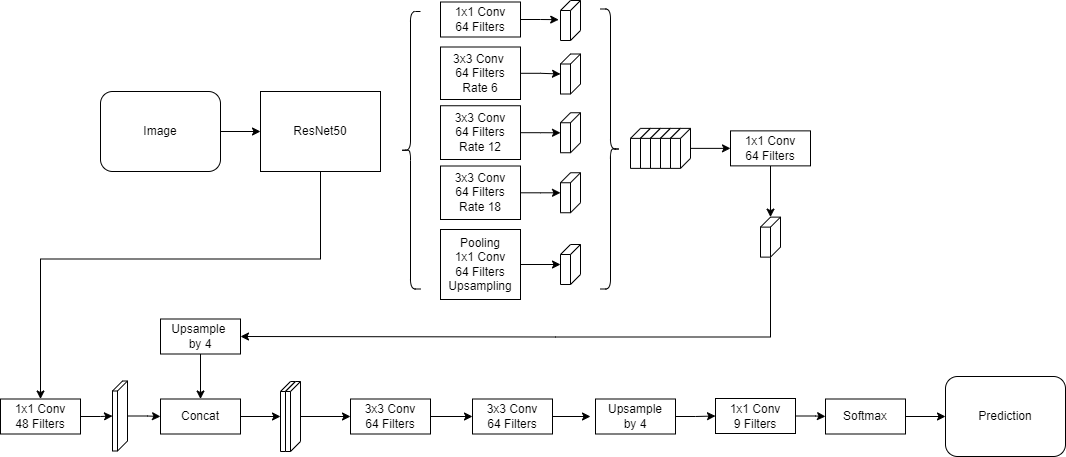 1x1 Conv
64 Filters
3x3 Conv
64 Filters
Rate 6
Image
ResNet50
3x3 Conv
64 Filters
Rate 12
1x1 Conv
64 Filters
3x3 Conv
64 Filters
Rate 18
Pooling
1x1 Conv
64 Filters
Upsampling
Upsample
by 4
1x1 Conv
48 Filters
Concat
3x3 Conv
64 Filters
3x3 Conv
64 Filters
Upsample
by 4
1x1 Conv
9 Filters
Softmax
Prediction